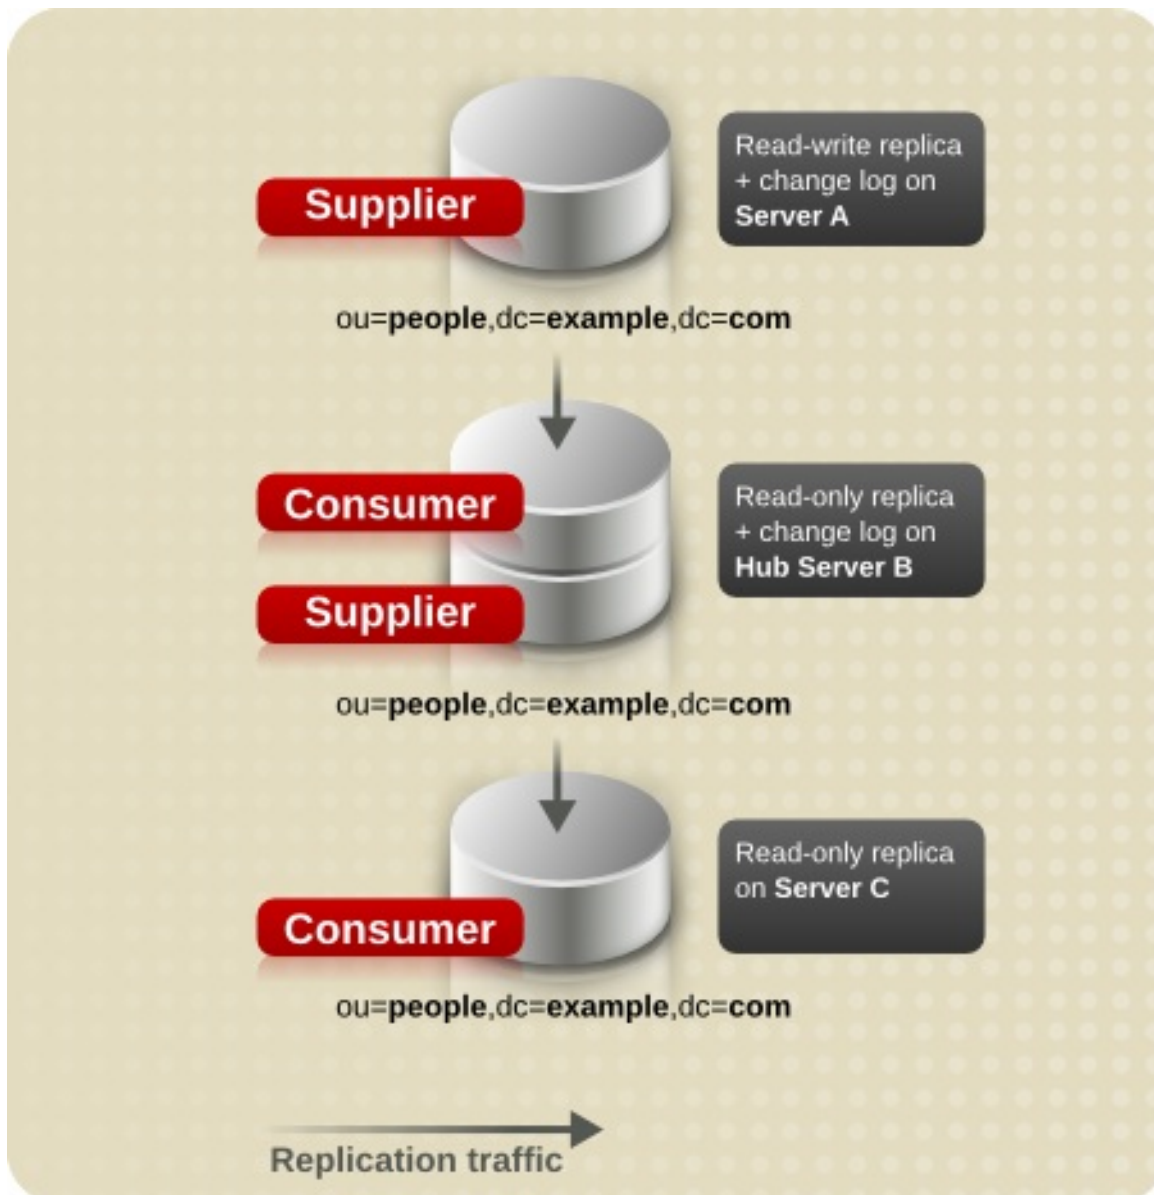 Read-write replica
+ change log on
Server A
Supplier
ou=people,dc=example,dc=com
Consumer
Read-only replica
+ change log on
Hub Server B
Supplier
ou=people,dc=example,dc=com
Read-only replica
on Server C
Consumer
ou=people,dc=example,dc=com
Replication traffic